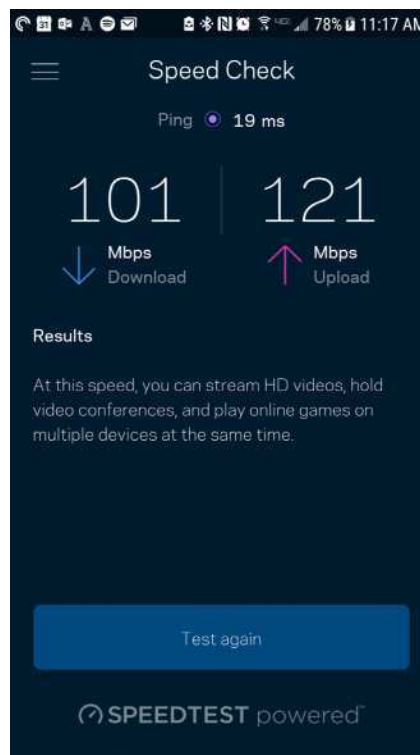 31 78% 11:17 AM
Speed Check
Ping 19 ms
101 121
Mbps Mbps
Download Upload
Results
At this speed, you can stream HD videos, hold
video conferences, and play online games on
multiple devices at the same time.
Test again
SPEEDTEST powered™